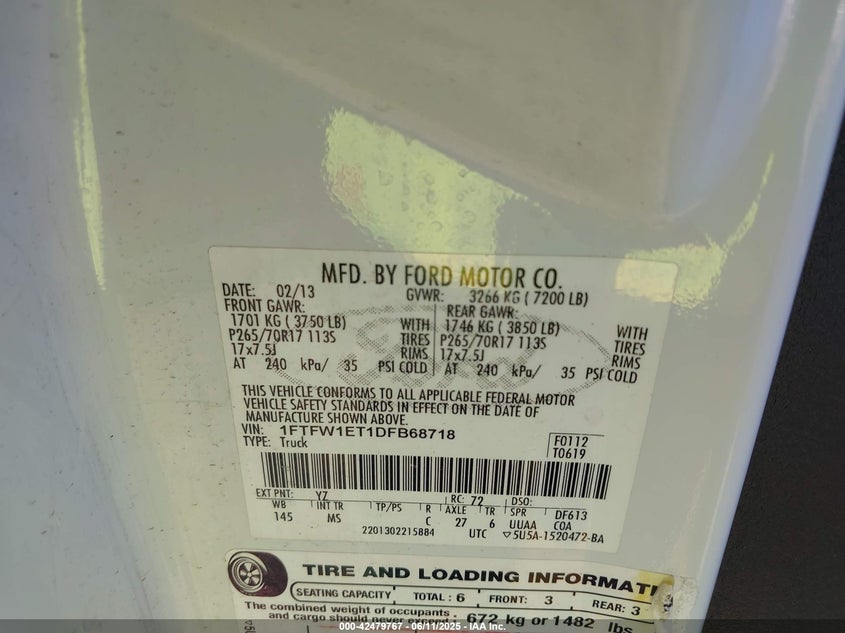 MFD. BY FORD MOTOR CO.
DATE: 02/13 GVWR: 3266 KG ( 7200 LB)
FRONT GAWR: REAR GAWR:
1701 KG ( 3750 LB) WITH 1746 KG ( 3850 LB) WITH
P265/70R17 113S TIRES P265/70R17 113S TIRES
17x7.5J RIMS 17x7.5J RIMS
AT 240 kPa/ 35 PSI COLD AT 240 kPa/ 35 PSI COLD
THIS VEHICLE CONFORMS TO ALL APPLICABLE FEDERAL MOTOR
VEHICLE SAFETY STANDARDS IN EFFECT ON THE DATE OF
MANUFACTURE SHOWN ABOVE.
VIN: 1FTFW1ET1DFB68718 F0112
TYPE: Truck T0619
EXT PNT: YZ RC: 72 DSO:
WB INT TR TP/PS R AXLE TR SPR DF613
145 MS C 27 6 UUAA COA
2201302215884 UTC ▽5U5A-1520472-BA
Ford
TIRE AND LOADING INFORMATI
SEATING CAPACITY TOTAL: 6 FRONT: 3 REAR: 3
The combined weight of occupants
and cargo should never 672 kg or 1482 lbs
000-42479767 - 06/11/2025 - IAA Inc.